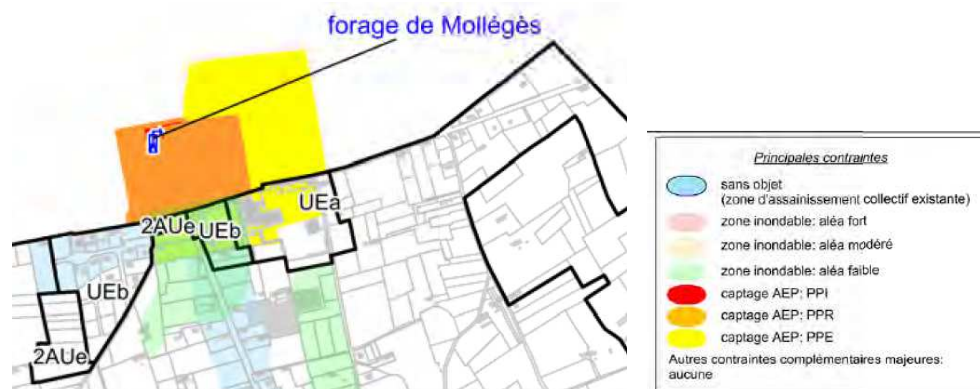 forage de Mollégès
UEa
2AUe
UEb
UEb
2AUe
Principales contraintes
sans objet
(zone d'assainissement collectif existante)
zone inondable: aléa fort
zone inondable: aléa modéré
zone inondable: aléa faible
captage AEP: PPI
captage AEP: PPR
captage AEP: PPE
Autres contraintes complémentaires majeures:
aucune